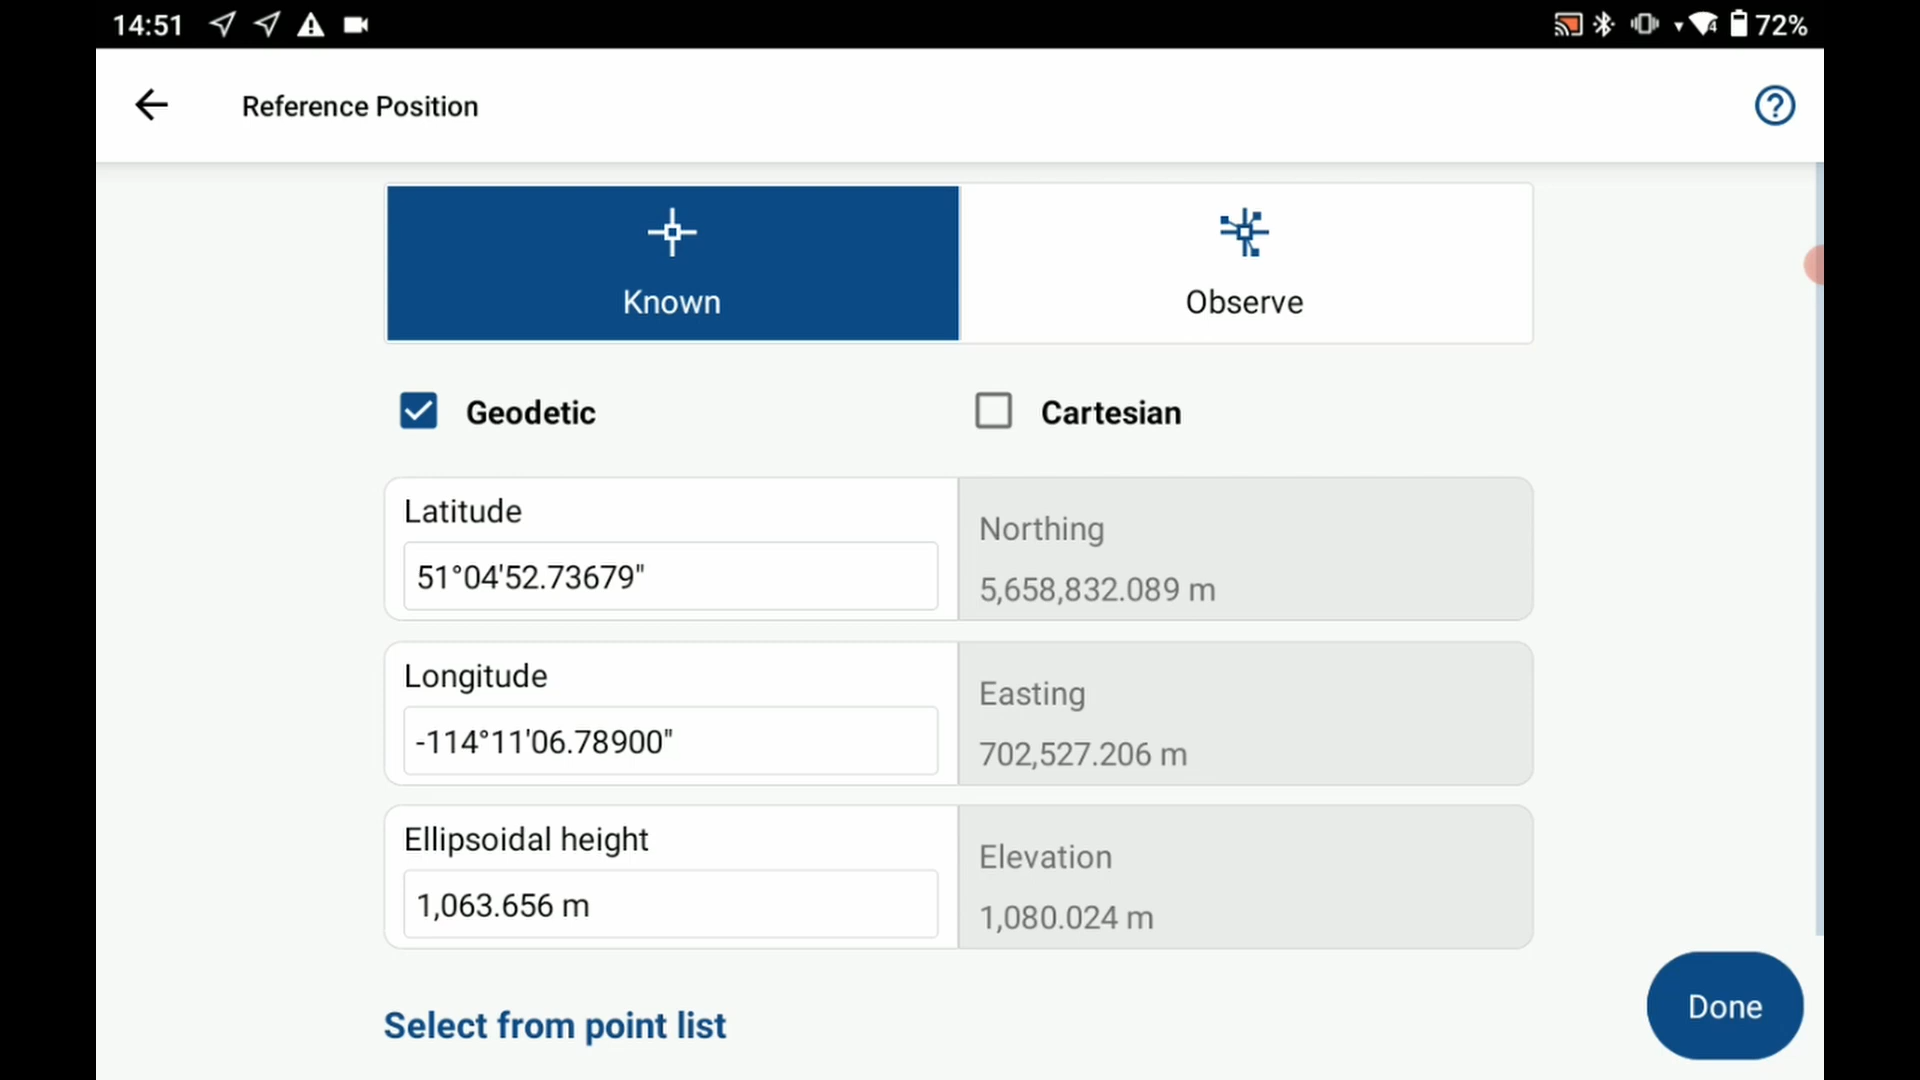 14:51
72%
Reference Position
Known
Observe
Geodetic
Cartesian
Latitude
51°04'52.73679"
Northing
5,658,832.089 m
Longitude
-114°11'06.78900"
Easting
702,527.206 m
Ellipsoidal height
1,063.656 m
Elevation
1,080.024 m
Select from point list
Done